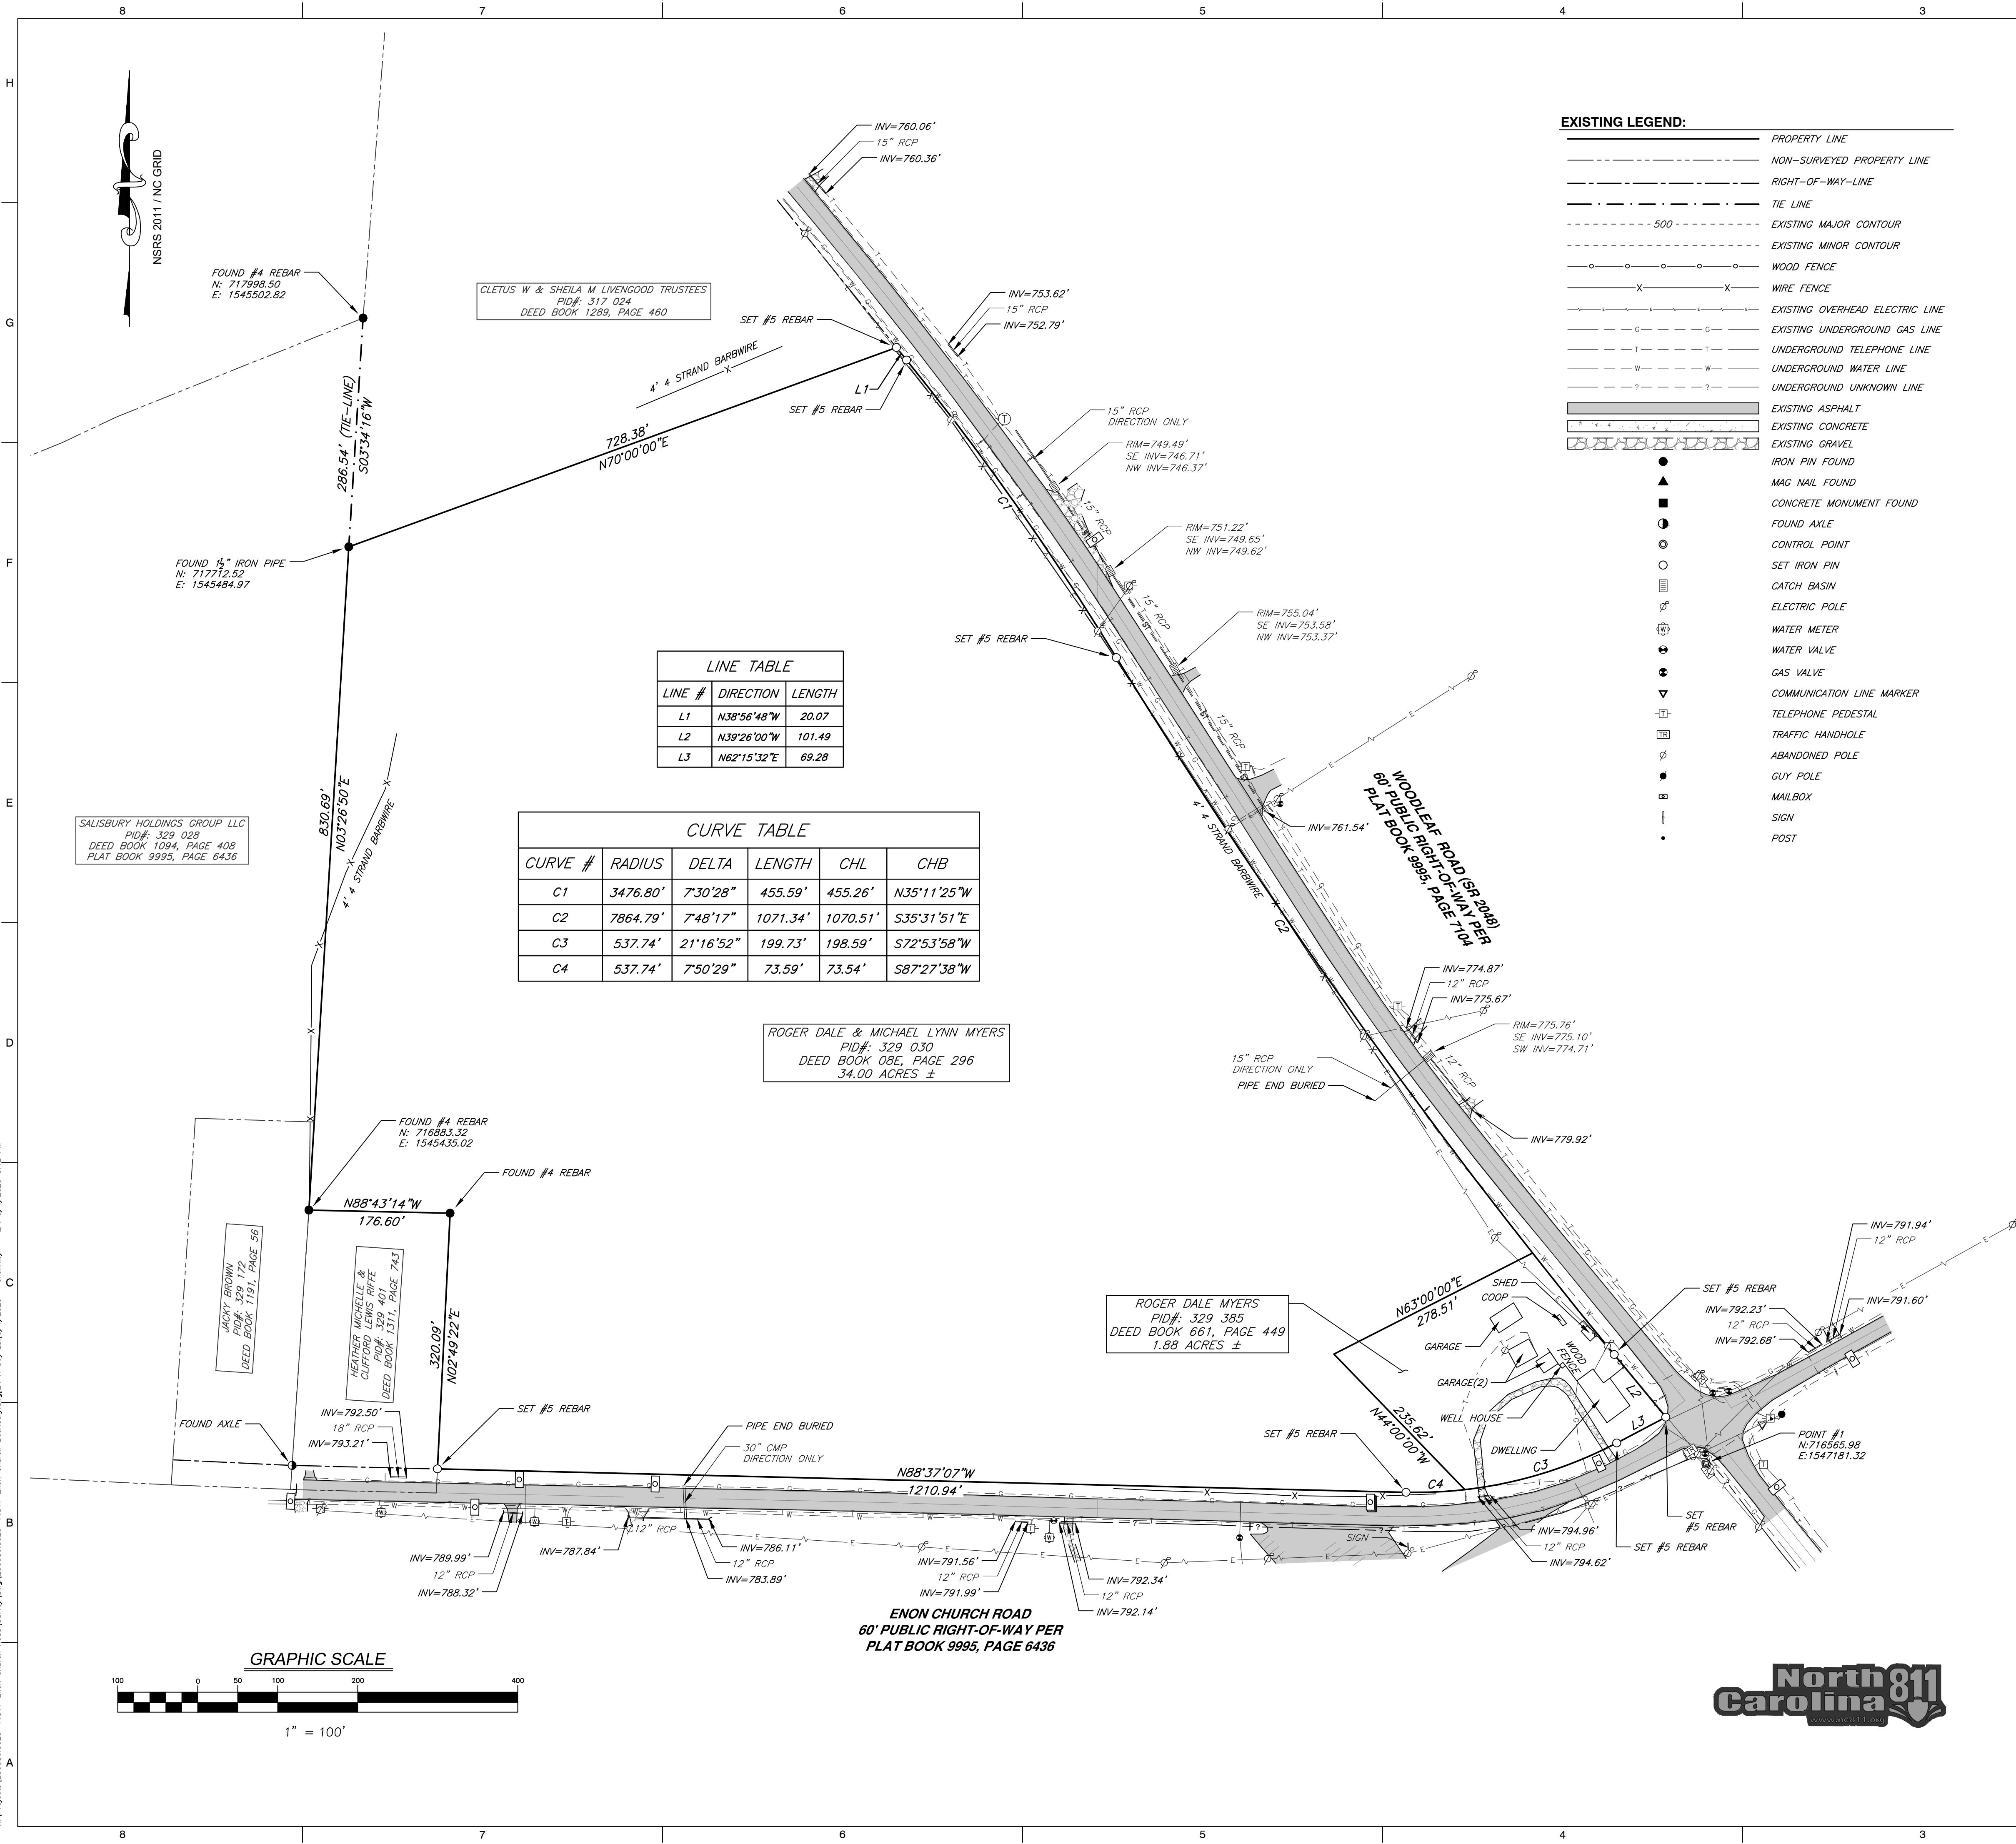 8
7
6
5
4
3
H
G
F
E
D
C
B
A
NSRS 2011 / NC GRID
FOUND #4 REBAR
N: 717998.50
E: 1545502.82
CLETUS W & SHEILA M LIVENGOOD TRUSTEES
PID#: 317 024
DEED BOOK 1289, PAGE 460
INV=760.06'
15" RCP
INV=760.36'
SET #5 REBAR
INV=753.62'
15" RCP
INV=752.79'
4' 4 STRAND BARBWIRE
L1
SET #5 REBAR
286.54' (TIE-LINE)
S03°34'16"W
728.38'
N70°00'00"E
15" RCP
DIRECTION ONLY
RIM=749.49'
SE INV=746.71'
NW INV=746.37'
C1
15" RCP
RIM=751.22'
SE INV=749.65'
NW INV=749.62'
FOUND 1½" IRON PIPE
N: 717712.52
E: 1545484.97
15" RCP
RIM=755.04'
SE INV=753.58'
NW INV=753.37'
SET #5 REBAR
15" RCP
EXISTING LEGEND:
PROPERTY LINE
NON-SURVEYED PROPERTY LINE
RIGHT-OF-WAY-LINE
TIE LINE
500
EXISTING MAJOR CONTOUR
EXISTING MINOR CONTOUR
WOOD FENCE
WIRE FENCE
EXISTING OVERHEAD ELECTRIC LINE
EXISTING UNDERGROUND GAS LINE
UNDERGROUND TELEPHONE LINE
UNDERGROUND WATER LINE
UNDERGROUND UNKNOWN LINE
EXISTING ASPHALT
EXISTING CONCRETE
EXISTING GRAVEL
IRON PIN FOUND
MAG NAIL FOUND
CONCRETE MONUMENT FOUND
FOUND AXLE
CONTROL POINT
SET IRON PIN
CATCH BASIN
ELECTRIC POLE
WATER METER
WATER VALVE
GAS VALVE
COMMUNICATION LINE MARKER
TELEPHONE PEDESTAL
TRAFFIC HANDHOLE
ABANDONED POLE
GUY POLE
MAILBOX
SIGN
POST
LINE TABLE
LINE # DIRECTION LENGTH
L1 N38°56'48"W 20.07
L2 N39°26'00"W 101.49
L3 N62°15'32"E 69.28
CURVE TABLE
CURVE # RADIUS DELTA LENGTH CHL CHB
C1 3476.80' 7°30'28" 455.59' 455.26' N35°11'25"W
C2 7864.79' 7°48'17" 1071.34' 1070.51' S35°31'51"E
C3 537.74' 21°16'52" 199.73' 198.59' S72°53'58"W
C4 537.74' 7°50'29" 73.59' 73.54' S87°27'38"W
830.69'
N03°26'50"E
4' 4 STRAND BARBWIRE
SALISBURY HOLDINGS GROUP LLC
PID#: 329 028
DEED BOOK 1094, PAGE 408
PLAT BOOK 9995, PAGE 6436
4' 4 STRAND BARBWIRE
C2
INV=761.54'
WOODLEAF ROAD (SR 2048)
60' PUBLIC RIGHT-OF-WAY PER
PLAT BOOK 9995, PAGE 7104
ROGER DALE & MICHAEL LYNN MYERS
PID#: 329 030
DEED BOOK 08E, PAGE 296
34.00 ACRES ±
INV=774.87'
12" RCP
INV=775.67'
RIM=775.76'
SE INV=775.10'
SW INV=774.71'
12" RCP
15" RCP
DIRECTION ONLY
PIPE END BURIED
INV=779.92'
FOUND #4 REBAR
N: 716883.32
E: 1545435.02
FOUND #4 REBAR
N88°43'14"W
176.60'
JACKY BROWN
PID#: 329 172
DEED BOOK 1191, PAGE 56
HEATHER MICHELLE &
CLIFFORD LEWIS RIFFE
PID#: 329 401
DEED BOOK 1311, PAGE 743
320.09'
N02°49'22"E
ROGER DALE MYERS
PID#: 329 385
DEED BOOK 661, PAGE 449
1.88 ACRES ±
N63°00'00"E
278.51'
SHED
COOP
GARAGE
GARAGE(2)
WOOD
FENCE
WELL HOUSE
DWELLING
L2
L3
235.62'
N44°00'00"W
SET #5 REBAR
INV=792.23'
12" RCP
INV=792.68'
INV=791.94'
12" RCP
INV=791.60'
FOUND AXLE
INV=792.50'
18" RCP
INV=793.21'
SET #5 REBAR
PIPE END BURIED
30" CMP
DIRECTION ONLY
N88°37'07"W
1210.94'
SET #5 REBAR
C4
C3
POINT #1
N:716565.98
E:1547181.32
SET
#5 REBAR
SET #5 REBAR
INV=794.96'
12" RCP
INV=794.62'
SIGN
INV=789.99'
12" RCP
INV=788.32'
INV=787.84'
12" RCP
INV=786.11'
12" RCP
INV=783.89'
INV=791.56'
12" RCP
INV=791.99'
INV=792.34'
12" RCP
INV=792.14'
ENON CHURCH ROAD
60' PUBLIC RIGHT-OF-WAY PER
PLAT BOOK 9995, PAGE 6436
GRAPHIC SCALE
100 0 50 100 200 400
1" = 100'
North 811
Carolina
www.nc811.org
8
7
6
5
4
3